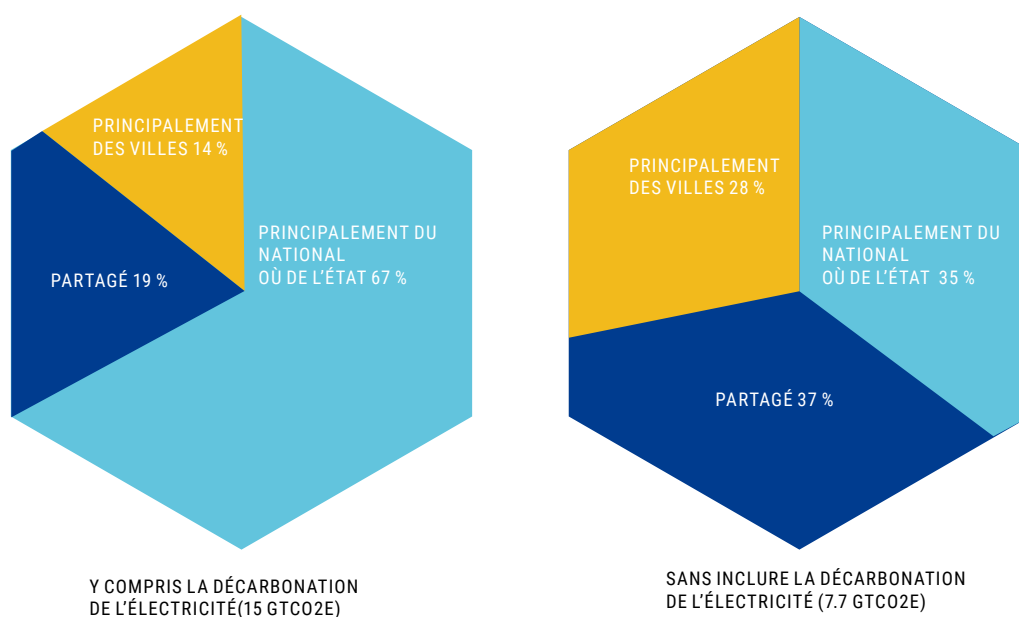 PRINCIPALEMENT
DES VILLES 14 %
PRINCIPALEMENT DU
NATIONAL
OÙ DE L'ÉTAT 67 %
PARTAGÉ 19 %
Y COMPRIS LA DÉCARBONATION
DE L'ÉLECTRICITÉ(15 GTCO2E)
PRINCIPALEMENT
DES VILLES 28 %
PRINCIPALEMENT DU
NATIONAL
OÙ DE L'ÉTAT 35 %
PARTAGÉ 37 %
SANS INCLURE LA DÉCARBONATION
DE L'ÉLECTRICITÉ (7.7 GTCO2E)